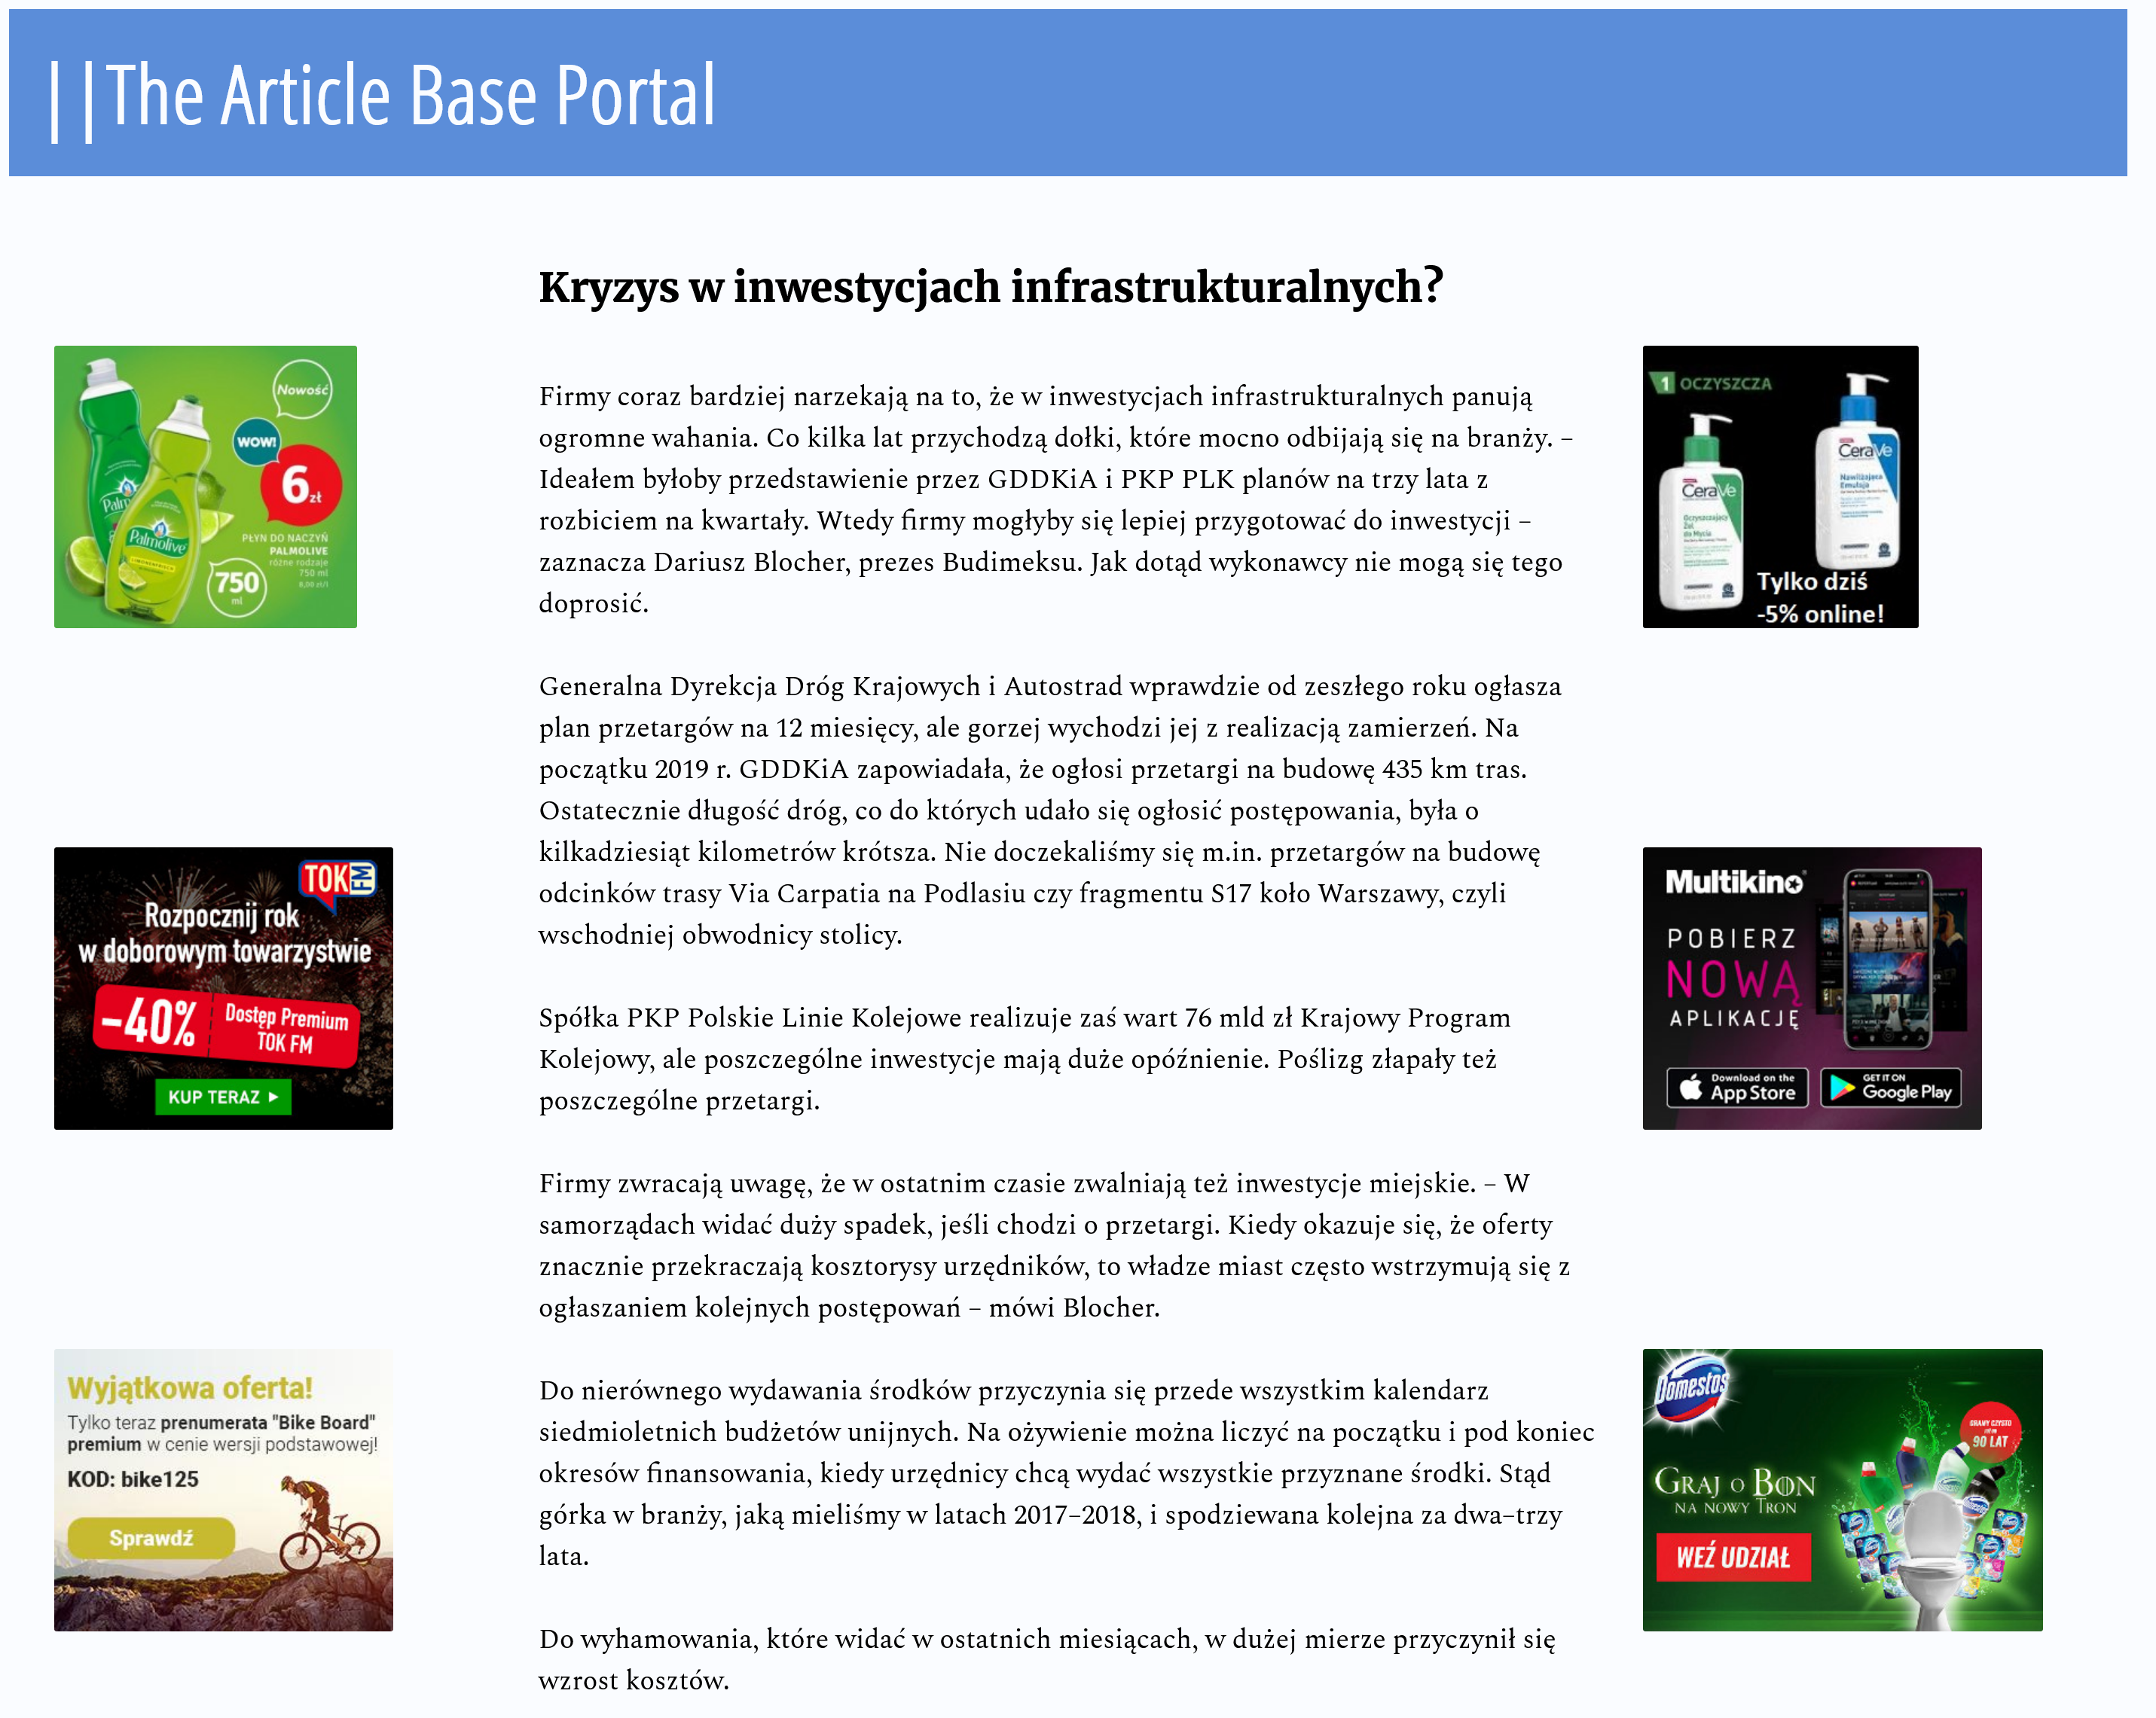 ||The Article Base Portal
Kryzys w inwestycjach infrastrukturalnych?
Firmy coraz bardziej narzekają na to, że w inwestycjach infrastrukturalnych panują
ogromne wahania. Co kilka lat przychodzą dołki, które mocno odbijają się na branży. –
Ideałem byłoby przedstawienie przez GDDKiA i PKP PLK planów na trzy lata z
rozbiciem na kwartały. Wtedy firmy mogłyby się lepiej przygotować do inwestycji –
zaznacza Dariusz Blocher, prezes Budimeksu. Jak dotąd wykonawcy nie mogą się tego
doprosić.
Generalna Dyrekcja Dróg Krajowych i Autostrad wprawdzie od zeszłego roku ogłasza
plan przetargów na 12 miesięcy, ale gorzej wychodzi jej z realizacją zamierzeń. Na
początku 2019 r. GDDKiA zapowiadała, że ogłosi przetargi na budowę 435 km tras.
Ostatecznie długość dróg, co do których udało się ogłosić postępowania, była o
kilkadziesiąt kilometrów krótsza. Nie doczekaliśmy się m.in. przetargów na budowę
odcinków trasy Via Carpatia na Podlasiu czy fragmentu S17 koło Warszawy, czyli
wschodniej obwodnicy stolicy.
Spółka PKP Polskie Linie Kolejowe realizuje zaś wart 76 mld zł Krajowy Program
Kolejowy, ale poszczególne inwestycje mają duże opóźnienie. Poślizg złapały też
poszczególne przetargi.
Firmy zwracają uwagę, że w ostatnim czasie zwalniają też inwestycje miejskie. – W
samorządach widać duży spadek, jeśli chodzi o przetargi. Kiedy okazuje się, że oferty
znacznie przekraczają kosztorysy urzędników, to władze miast często wstrzymują się z
ogłaszaniem kolejnych postępowań – mówi Blocher.
Do nierównego wydawania środków przyczynia się przede wszystkim kalendarz
siedmioletnich budżetów unijnych. Na ożywienie można liczyć na początku i pod koniec
okresów finansowania, kiedy urzędnicy chcą wydać wszystkie przyznane środki. Stąd
górka w branży, jaką mieliśmy w latach 2017–2018, i spodziewana kolejna za dwa–trzy
lata.
Do wyhamowania, które widać w ostatnich miesiącach, w dużej mierze przyczynił się
wzrost kosztów.
Nowość
WOW!
6 zł
Palmolive
PŁYN DO NACZYŃ
PALMOLIVE
różne rodzaje
750 ml
8,00 zł/l
750
ml
TOK FM
Rozpocznij rok
w doborowym towarzystwie
-40%
Dostęp Premium
TOK FM
KUP TERAZ
Wyjątkowa oferta!
Tylko teraz prenumerata "Bike Board"
premium w cenie wersji podstawowej!
KOD: bike125
Sprawdź
1 OCZYSZCZA
CeraVe
Nawilżająca
Emulsja
CeraVe
Oczyszczający
Żel
do Mycia
Tylko dziś
-5% online!
Multikino
POBIERZ
NOWĄ
APLIKACJĘ
Download on the
App Store
GET IT ON
Google Play
Domestos
GRAMY CZYSTO
90 LAT
GRAJ O BON
NA NOWY TRON
WEŹ UDZIAŁ